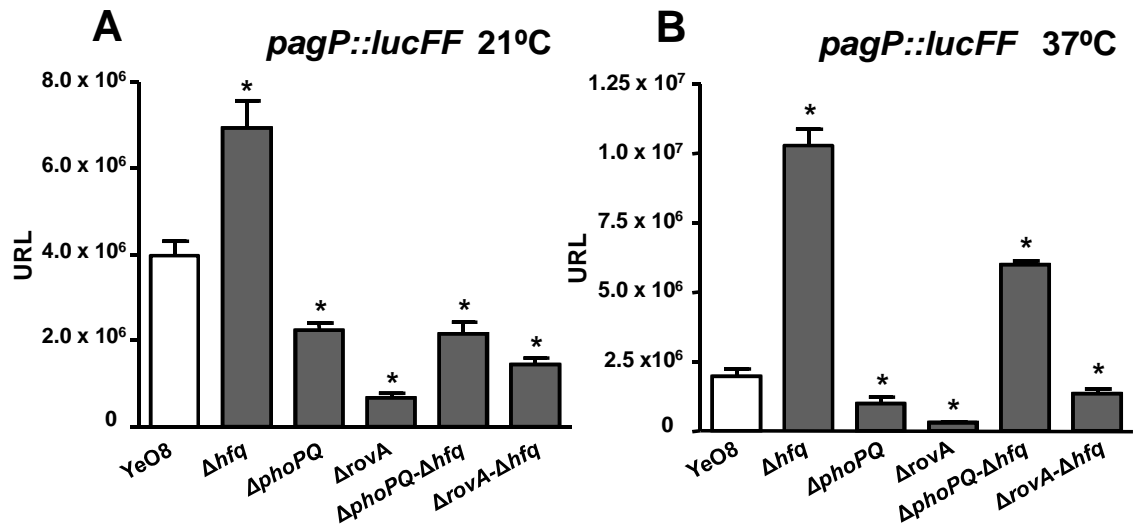 A
pagP::lucFF 21ºC
8.0 x 10⁶
6.0 x 10⁶
4.0 x 10⁶
2.0 x 10⁶
0
URL
*
*
*
*
*
YeO8
Δhfq
ΔphoPQ
ΔrovA
ΔphoPQ-Δhfq
ΔrovA-Δhfq
B
pagP::lucFF 37ºC
1.25 x 10⁷
1.0 x 10⁷
7.5 x 10⁶
5.0 x 10⁶
2.5 x10⁶
0
URL
*
*
*
*
*
YeO8
Δhfq
ΔphoPQ
ΔrovA
ΔphoPQ-Δhfq
ΔrovA-Δhfq